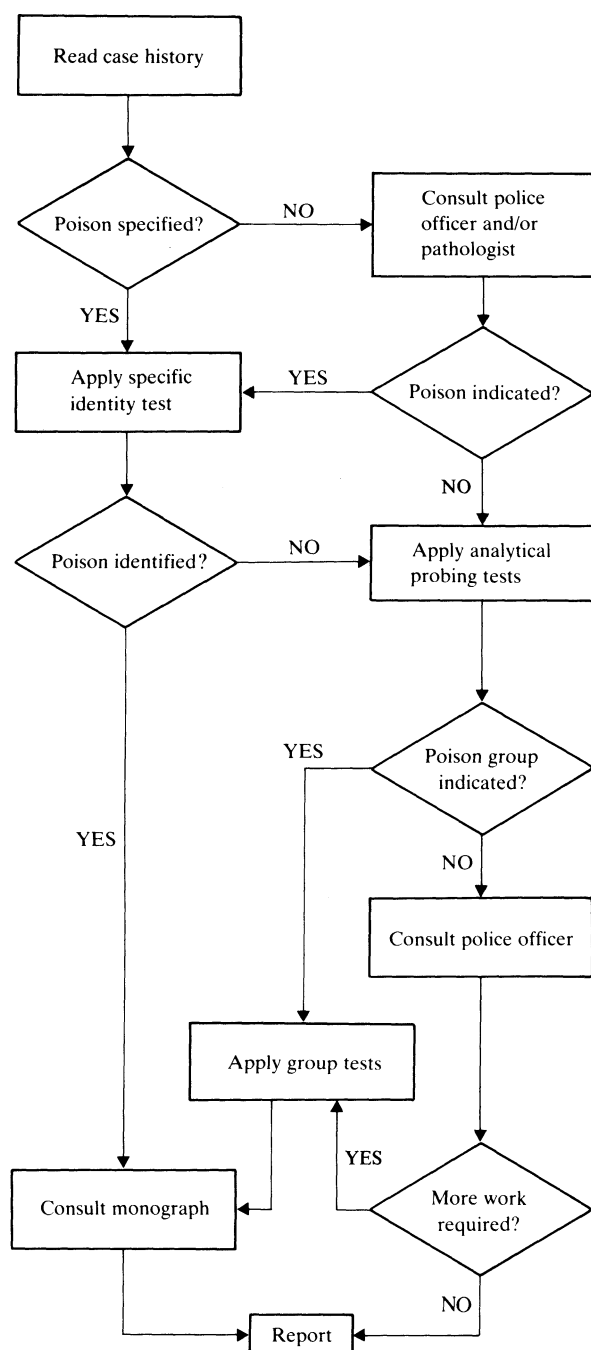 Read case history
Poison specified?
NO
Consult police
officer and/or
pathologist
YES
Apply specific
identity test
YES
Poison indicated?
NO
Poison identified?
NO
Apply analytical
probing tests
YES
Poison group
indicated?
YES
NO
Consult police officer
Apply group tests
YES
More work
required?
Consult monograph
NO
Report